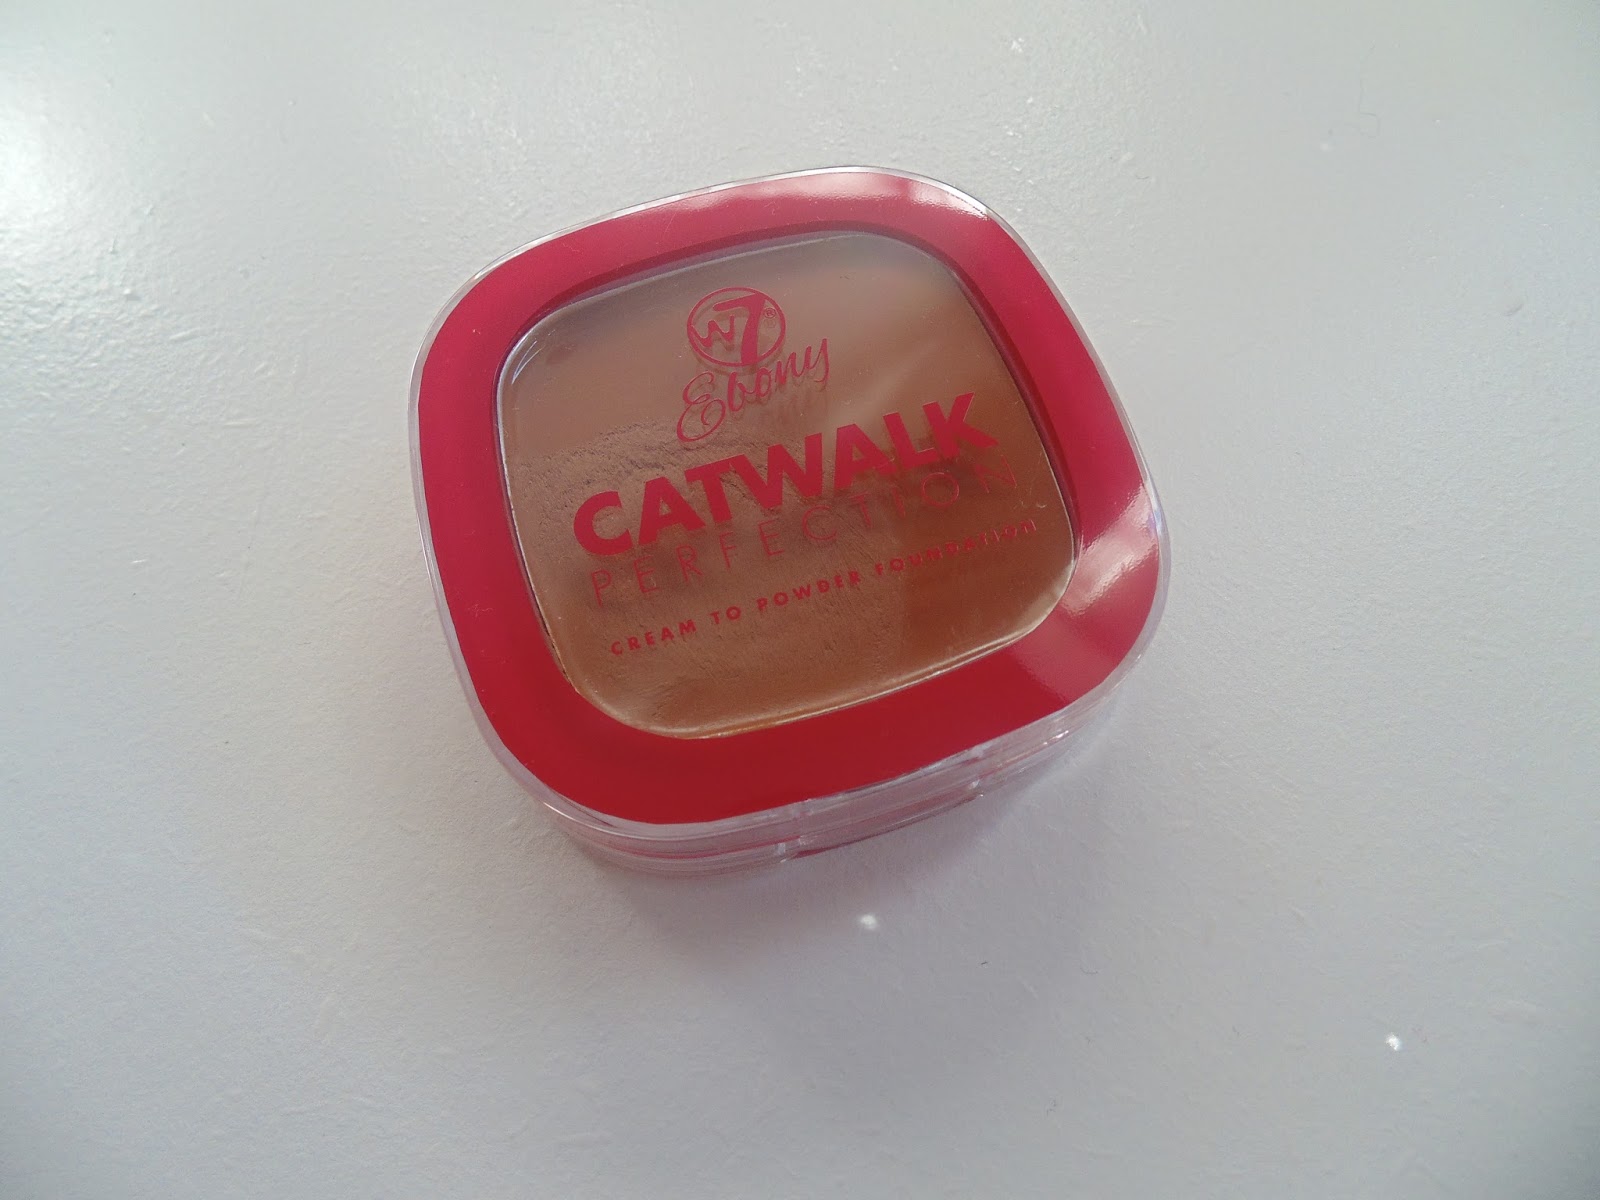 W7®
Ebony
CATWALK
PERFECTION
CREAM TO POWDER FOUNDATION